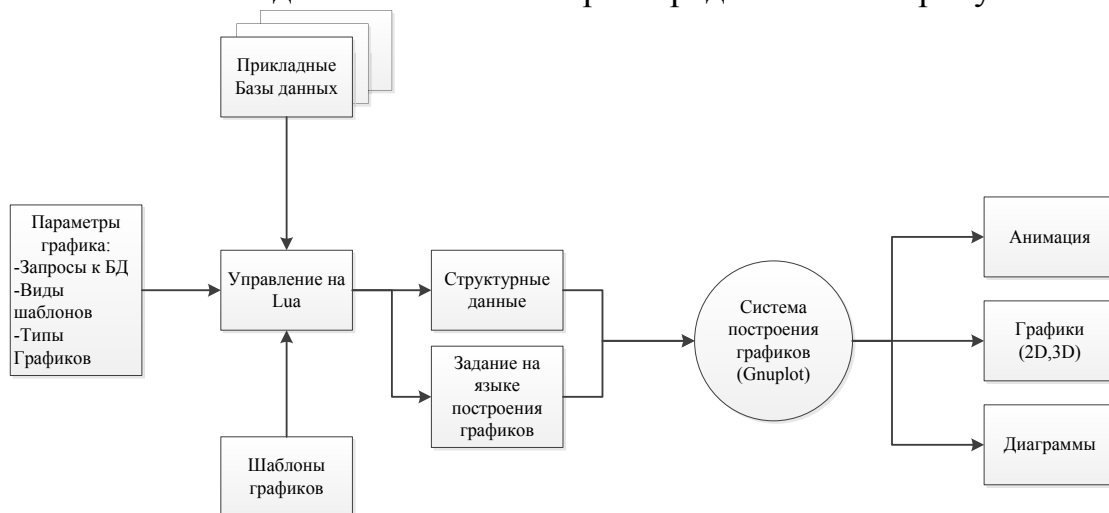 Прикладные
Базы данных
Параметры
графика:
-Запросы к БД
-Виды
шаблонов
-Типы
Графиков
Управление на
Lua
Шаблоны
графиков
Структурные
данные
Задание на
языке
построения
графиков
Система
построения
графиков
(Gnuplot)
Анимация
Графики
(2D,3D)
Диаграммы